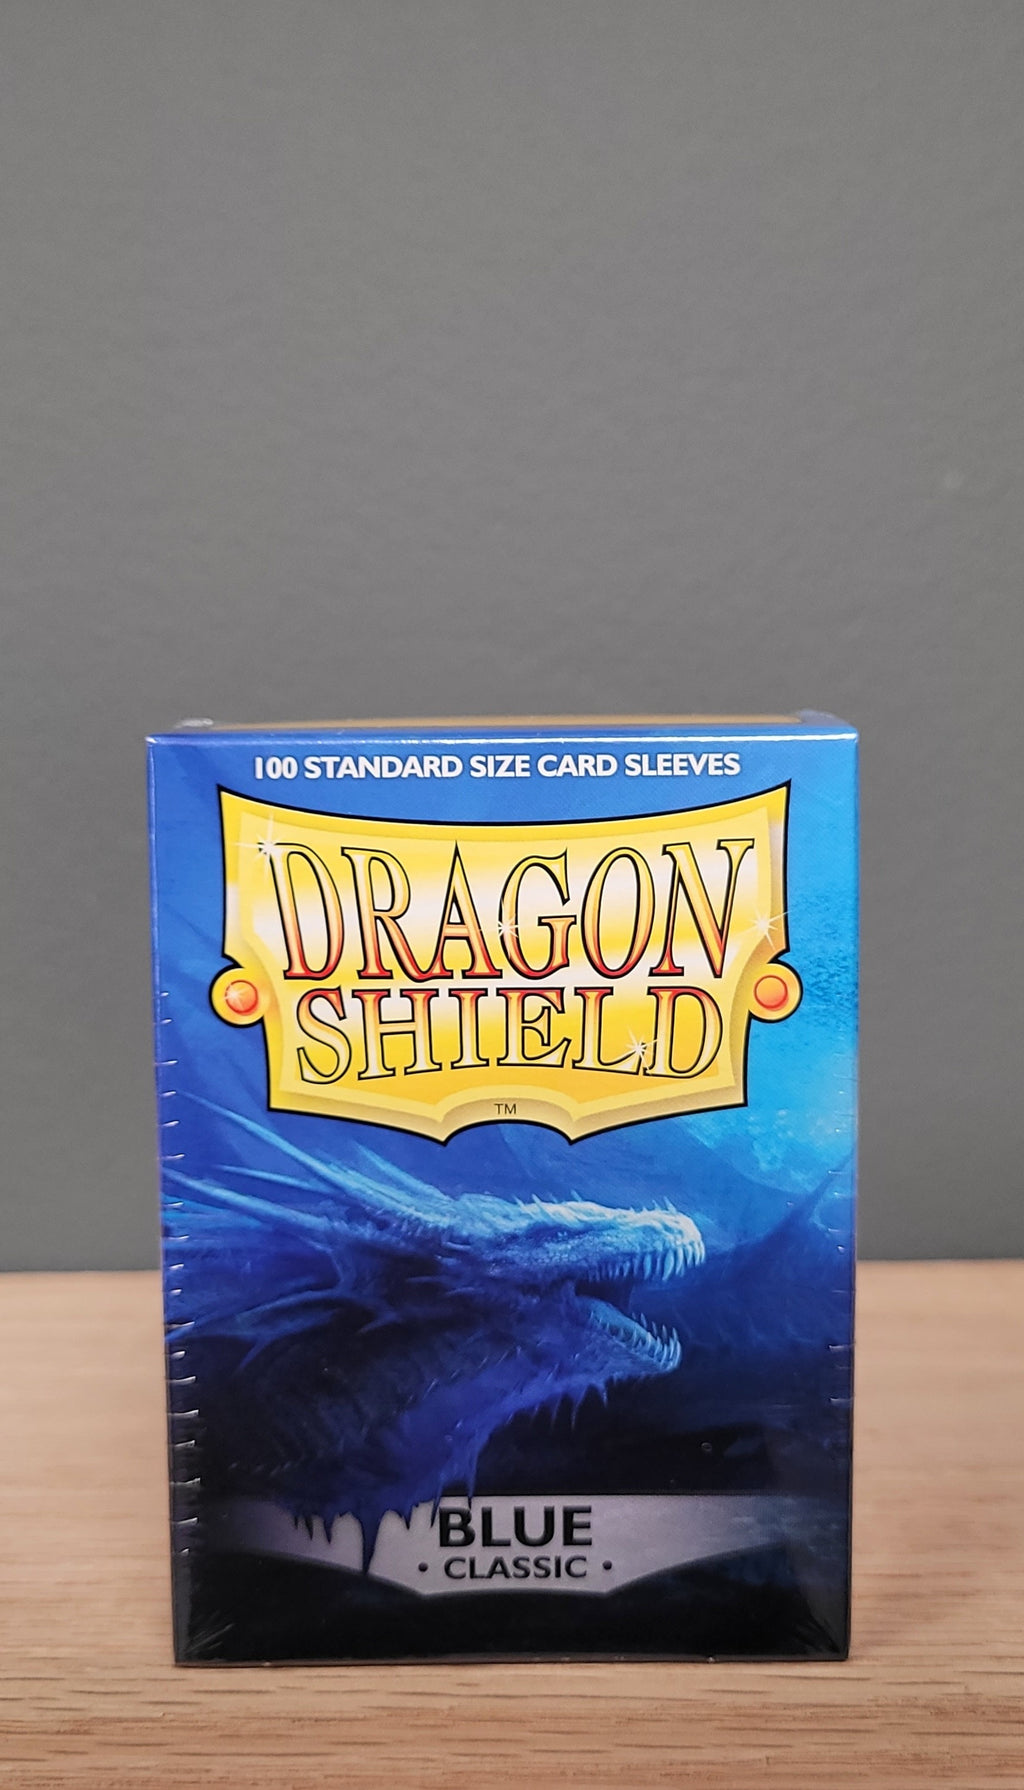 100 STANDARD SIZE CARD SLEEVES
DRAGON
SHIELD
TM
BLUE
• CLASSIC •